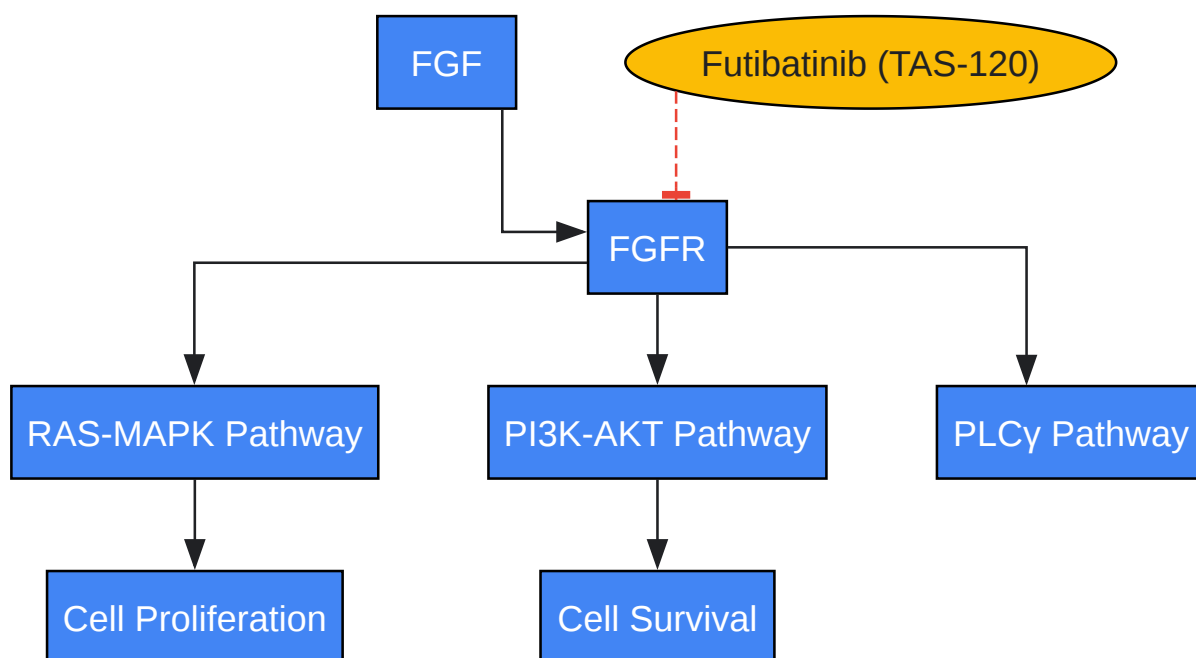 FGF
Futibatinib (TAS-120)
FGFR
RAS-MAPK Pathway
PI3K-AKT Pathway
PLCγ Pathway
Cell Proliferation
Cell Survival